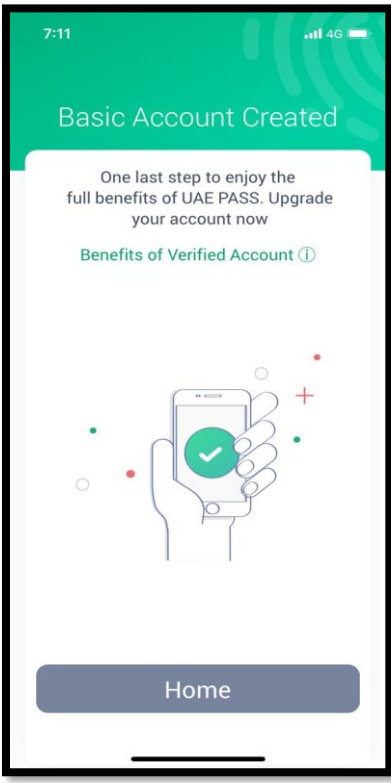 7:11
4G
Basic Account Created
One last step to enjoy the
full benefits of UAE PASS. Upgrade
your account now
Benefits of Verified Account ⓘ
Home